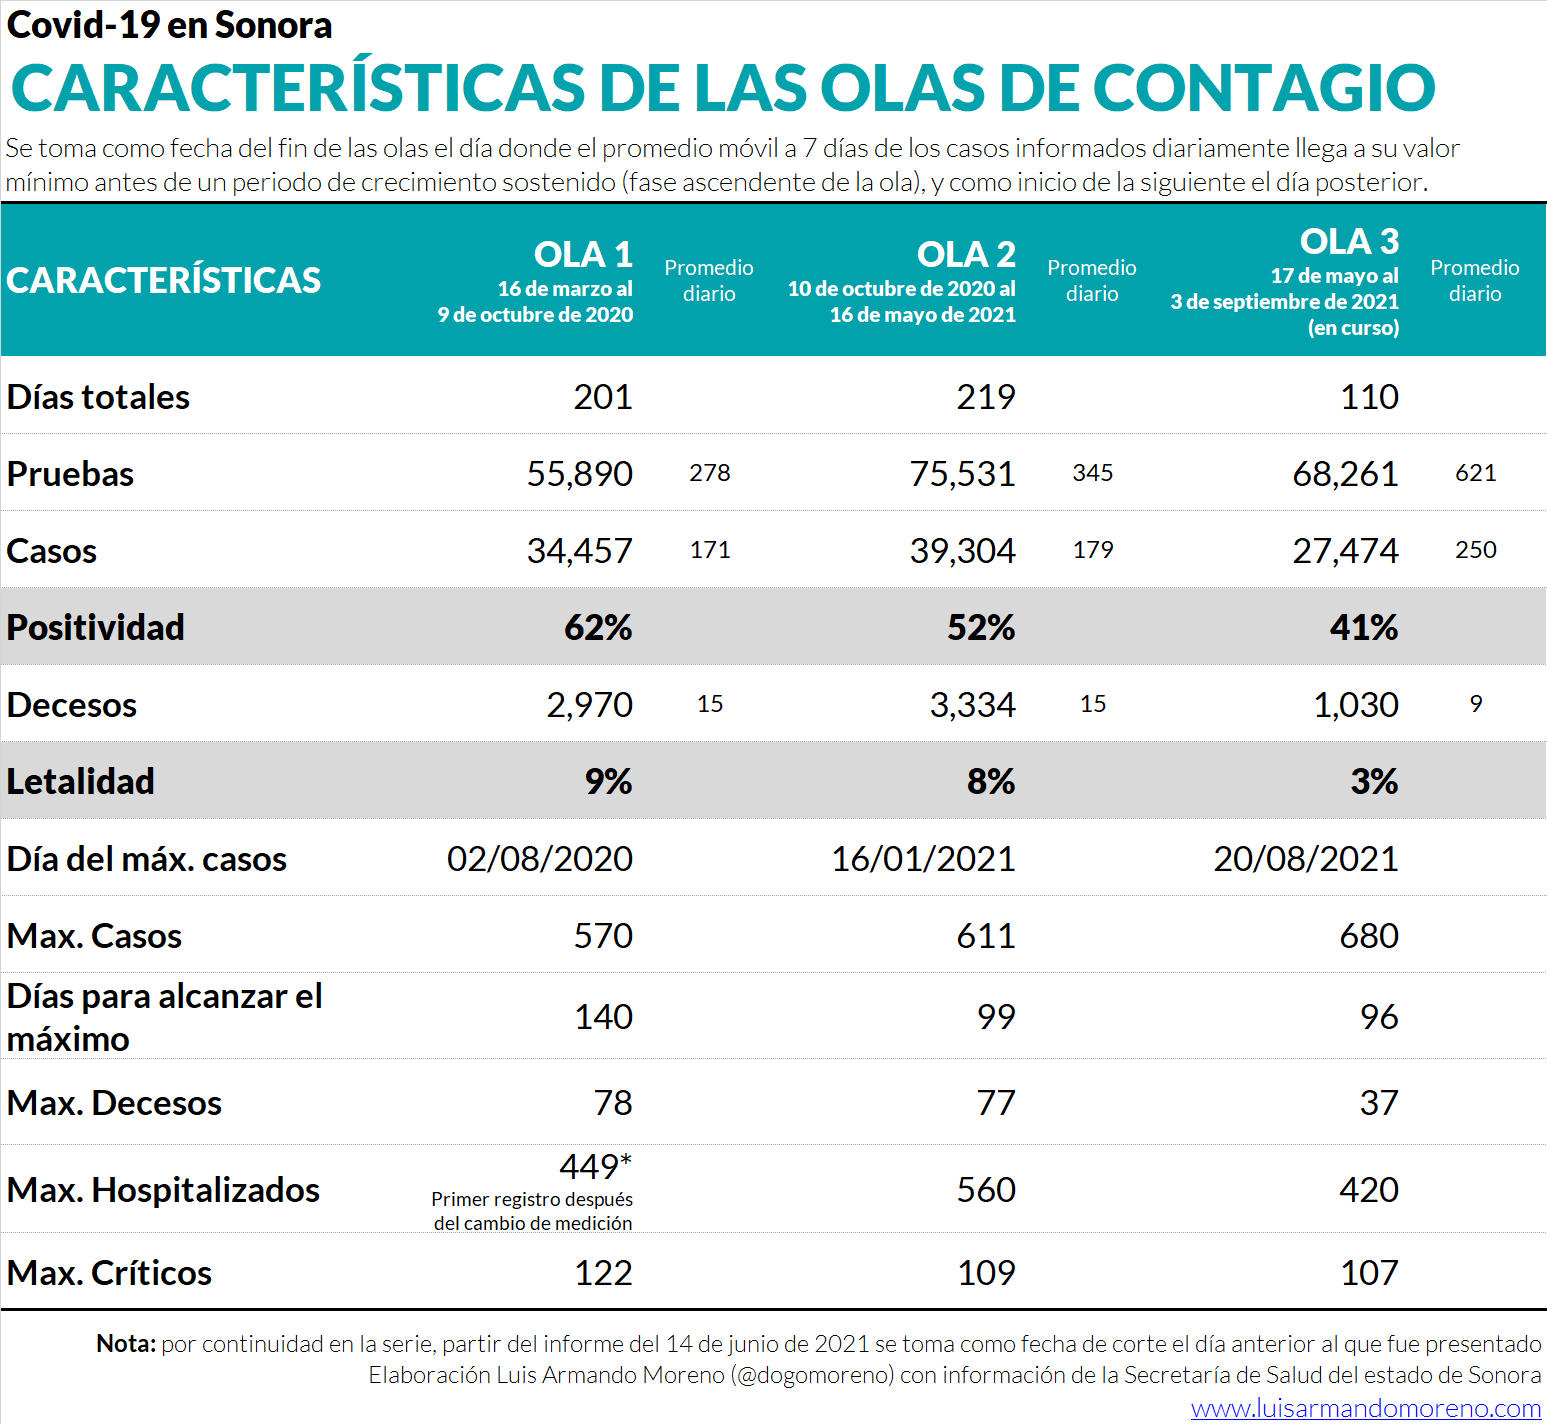 Covid-19 en Sonora
CARACTERÍSTICAS DE LAS OLAS DE CONTAGIO
Se toma como fecha del fin de las olas el día donde el promedio móvil a 7 días de los casos informados diariamente llega a su valor
mínimo antes de un periodo de crecimiento sostenido (fase ascendente de la ola), y como inicio de la siguiente el día posterior.
CARACTERÍSTICAS
OLA 1
16 de marzo al
9 de octubre de 2020
Promedio
diario
OLA 2
10 de octubre de 2020 al
16 de mayo de 2021
Promedio
diario
OLA 3
17 de mayo al
3 de septiembre de 2021
(en curso)
Promedio
diario
Días totales 201 219 110
Pruebas 55,890 278 75,531 345 68,261 621
Casos 34,457 171 39,304 179 27,474 250
Positividad 62% 52% 41%
Decesos 2,970 15 3,334 15 1,030 9
Letalidad 9% 8% 3%
Día del máx. casos 02/08/2020 16/01/2021 20/08/2021
Max. Casos 570 611 680
Días para alcanzar el
máximo 140 99 96
Max. Decesos 78 77 37
Max. Hospitalizados 449* 560 420
Primer registro después
del cambio de medición
Max. Críticos 122 109 107
Nota: por continuidad en la serie, partir del informe del 14 de junio de 2021 se toma como fecha de corte el día anterior al que fue presentado
Elaboración Luis Armando Moreno (@dogomoreno) con información de la Secretaría de Salud del estado de Sonora
www.luisarmandomoreno.com